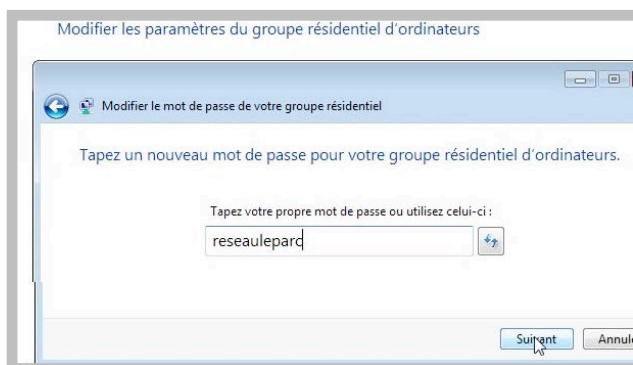 Modifier les paramètres du groupe résidentiel d'ordinateurs
Modifier le mot de passe de votre groupe résidentiel
Tapez un nouveau mot de passe pour votre groupe résidentiel d'ordinateurs.
Tapez votre propre mot de passe ou utilisez celui-ci :
reseauleparc
Suivant
Annule